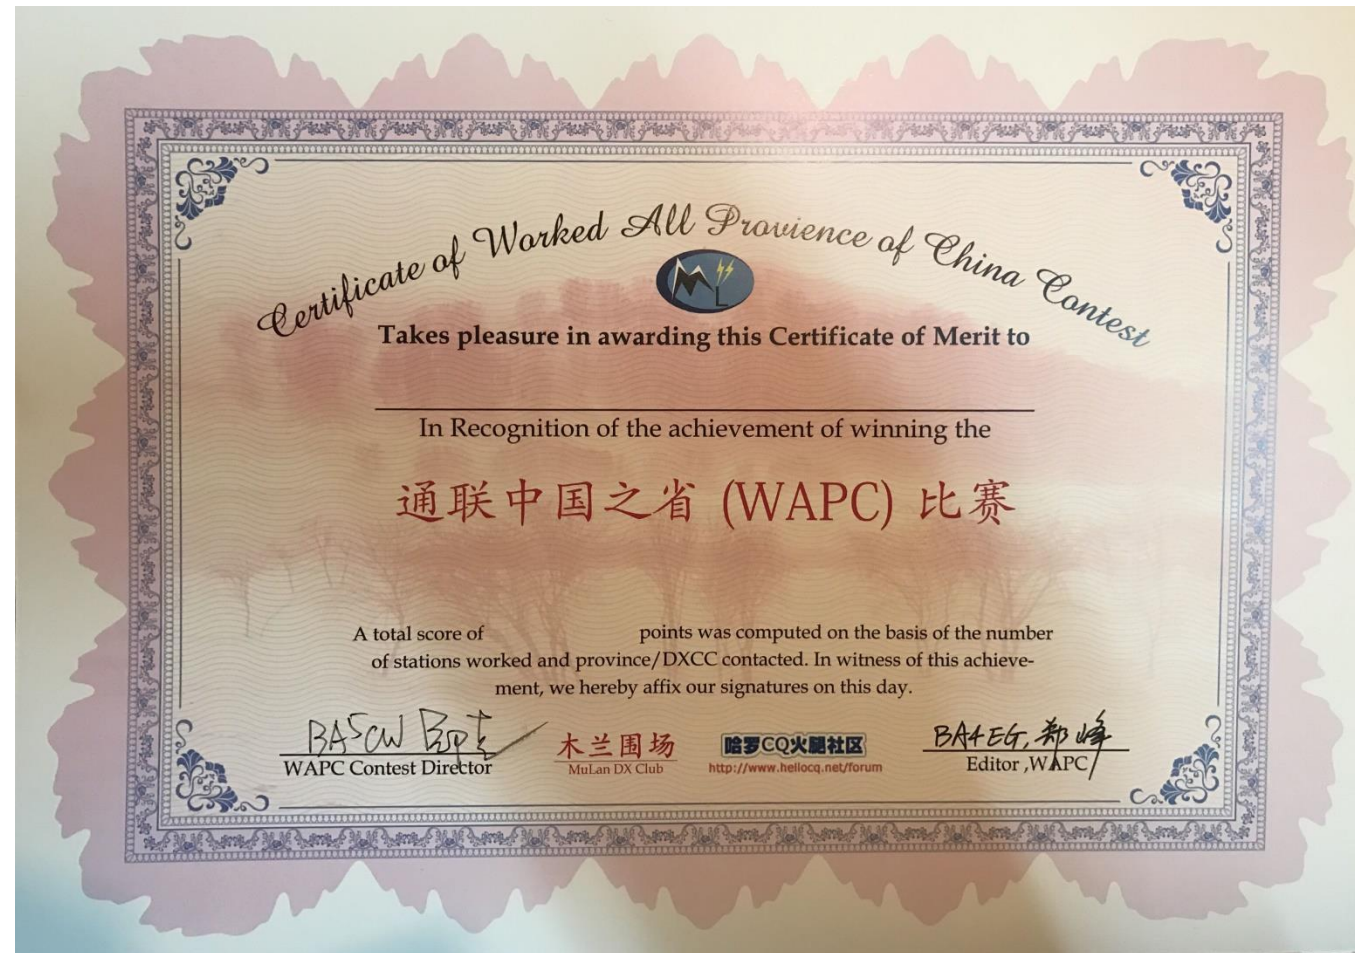 Certificate of Worked All Provience of China Contest
ML
Takes pleasure in awarding this Certificate of Merit to
In Recognition of the achievement of winning the
通联中国之省 (WAPC) 比赛
A total score of points was computed on the basis of the number
of stations worked and province/DXCC contacted. In witness of this achieve-
ment, we hereby affix our signatures on this day.
BA5CW
WAPC Contest Director
木兰围场
MuLan DX Club
哈罗CQ火腿社区
http://www.hellocq.net/forum
BA4EG, 郑峰
Editor ,WAPC